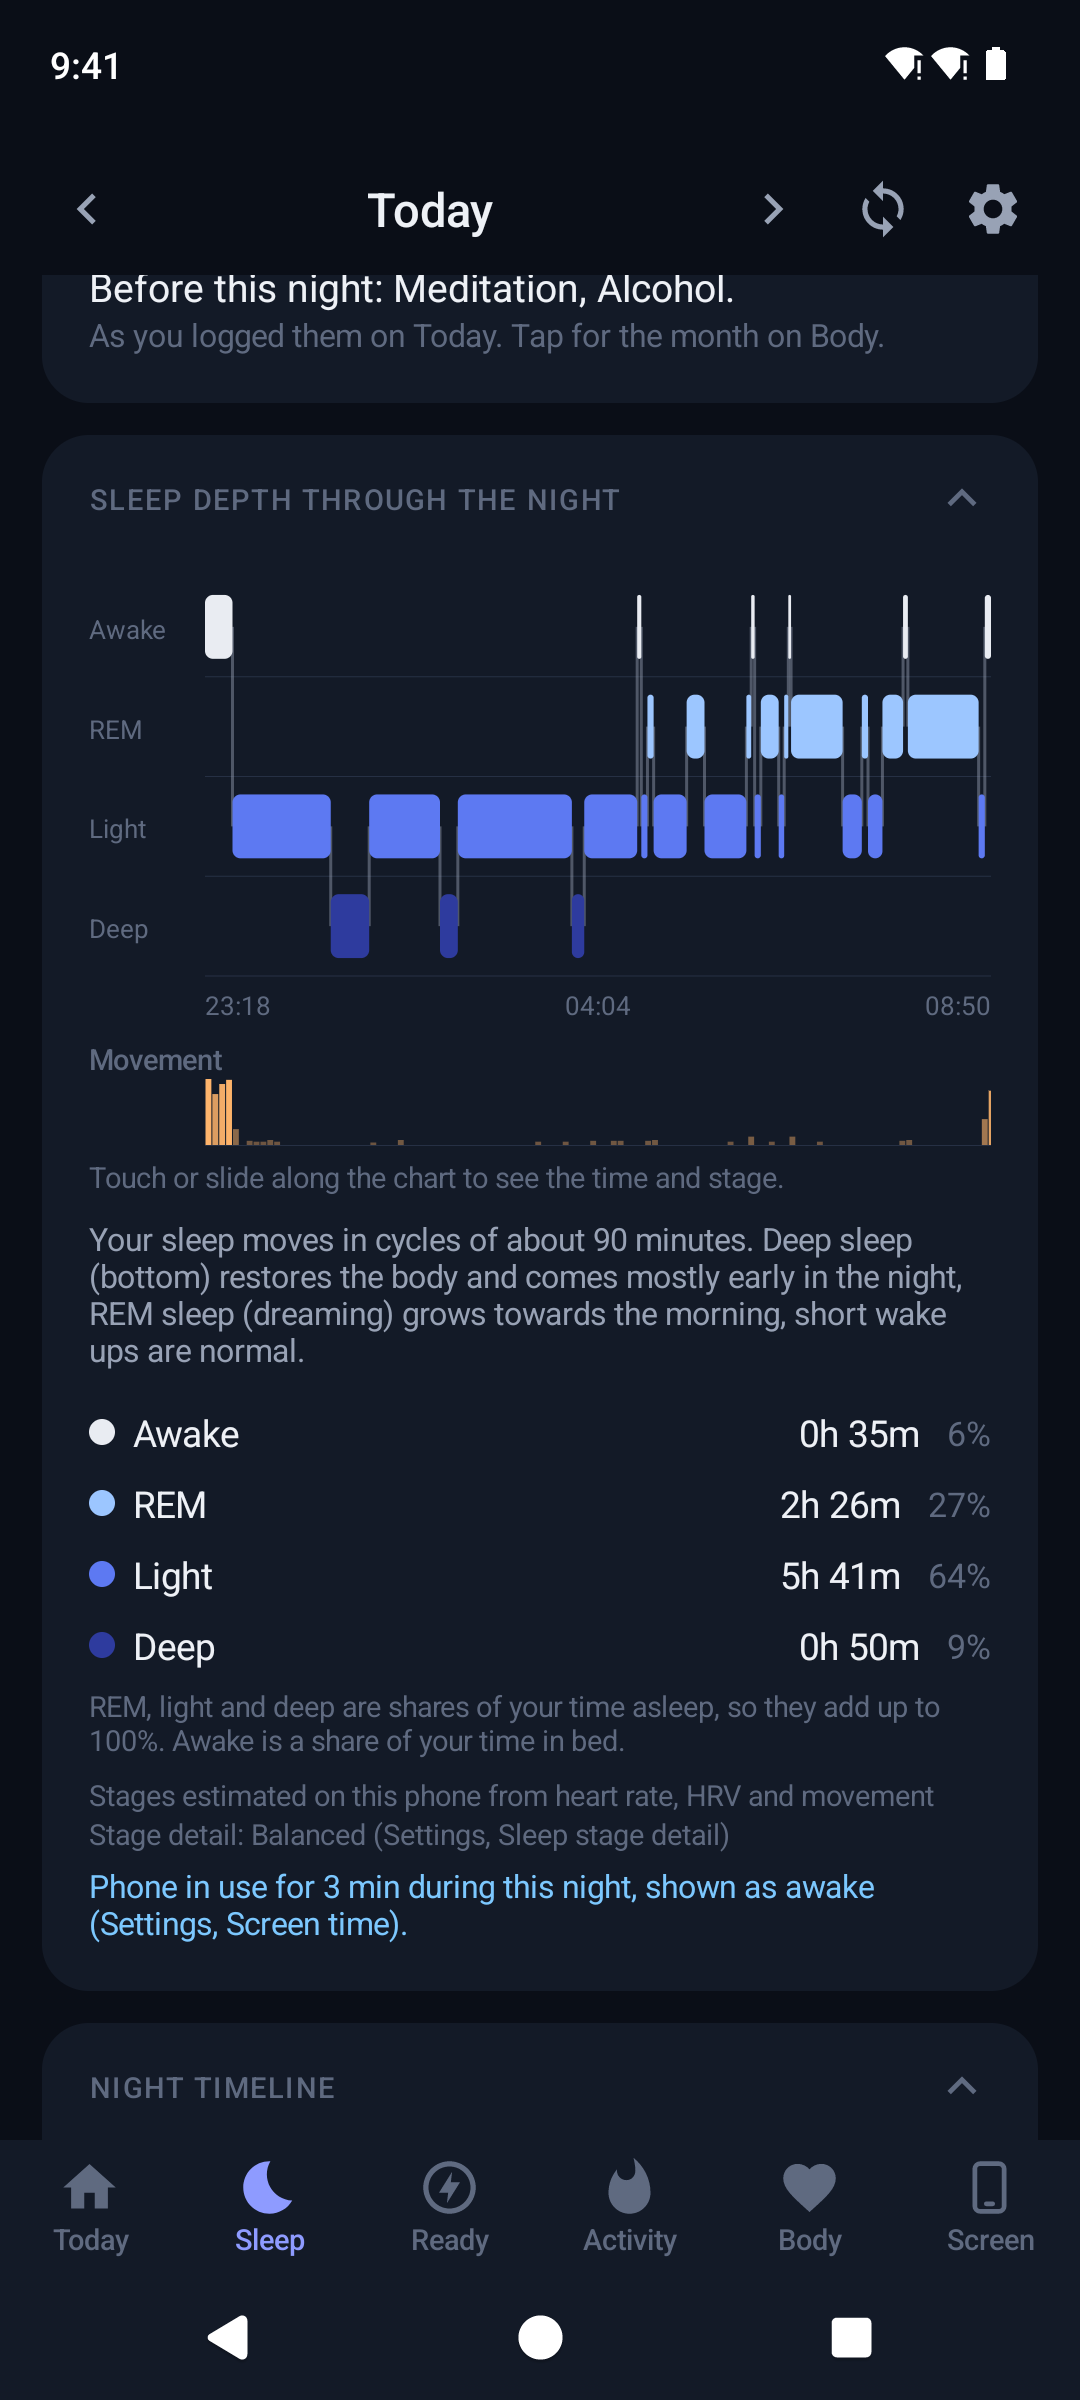 9:41
Today
Before this night: Meditation, Alcohol.
As you logged them on Today. Tap for the month on Body.
SLEEP DEPTH THROUGH THE NIGHT
Awake
REM
Light
Deep
23:18 04:04 08:50
Movement
Touch or slide along the chart to see the time and stage.
Your sleep moves in cycles of about 90 minutes. Deep sleep
(bottom) restores the body and comes mostly early in the night,
REM sleep (dreaming) grows towards the morning, short wake
ups are normal.
Awake 0h 35m 6%
REM 2h 26m 27%
Light 5h 41m 64%
Deep 0h 50m 9%
REM, light and deep are shares of your time asleep, so they add up to
100%. Awake is a share of your time in bed.
Stages estimated on this phone from heart rate, HRV and movement
Stage detail: Balanced (Settings, Sleep stage detail)
Phone in use for 3 min during this night, shown as awake
(Settings, Screen time).
NIGHT TIMELINE
Today Sleep Ready Activity Body Screen